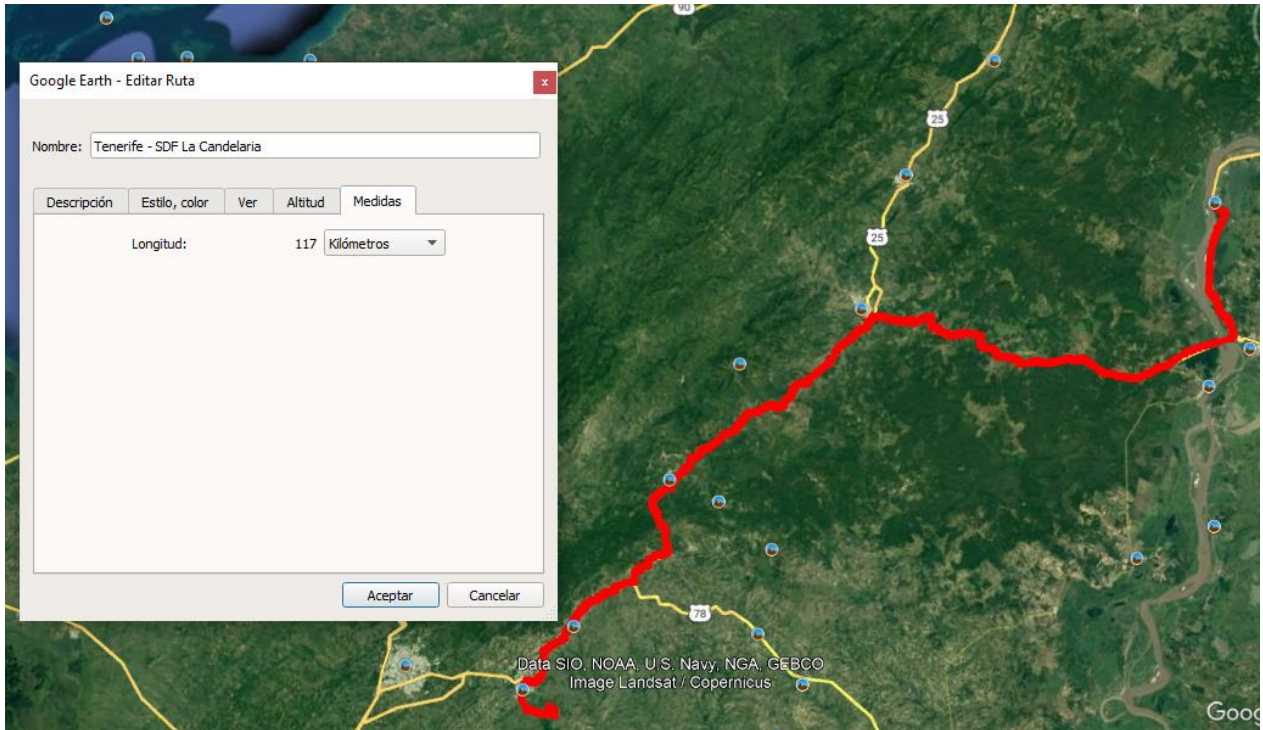 90
Google Earth - Editar Ruta
x
Nombre: Tenerife - SDF La Candelaria
Descripción Estilo, color Ver Altitud Medidas
Longitud: 117 Kilómetros
Aceptar Cancelar
25
25
78
Data SIO, NOAA, U.S. Navy, NGA, GEBCO
Image Landsat / Copernicus
Goog